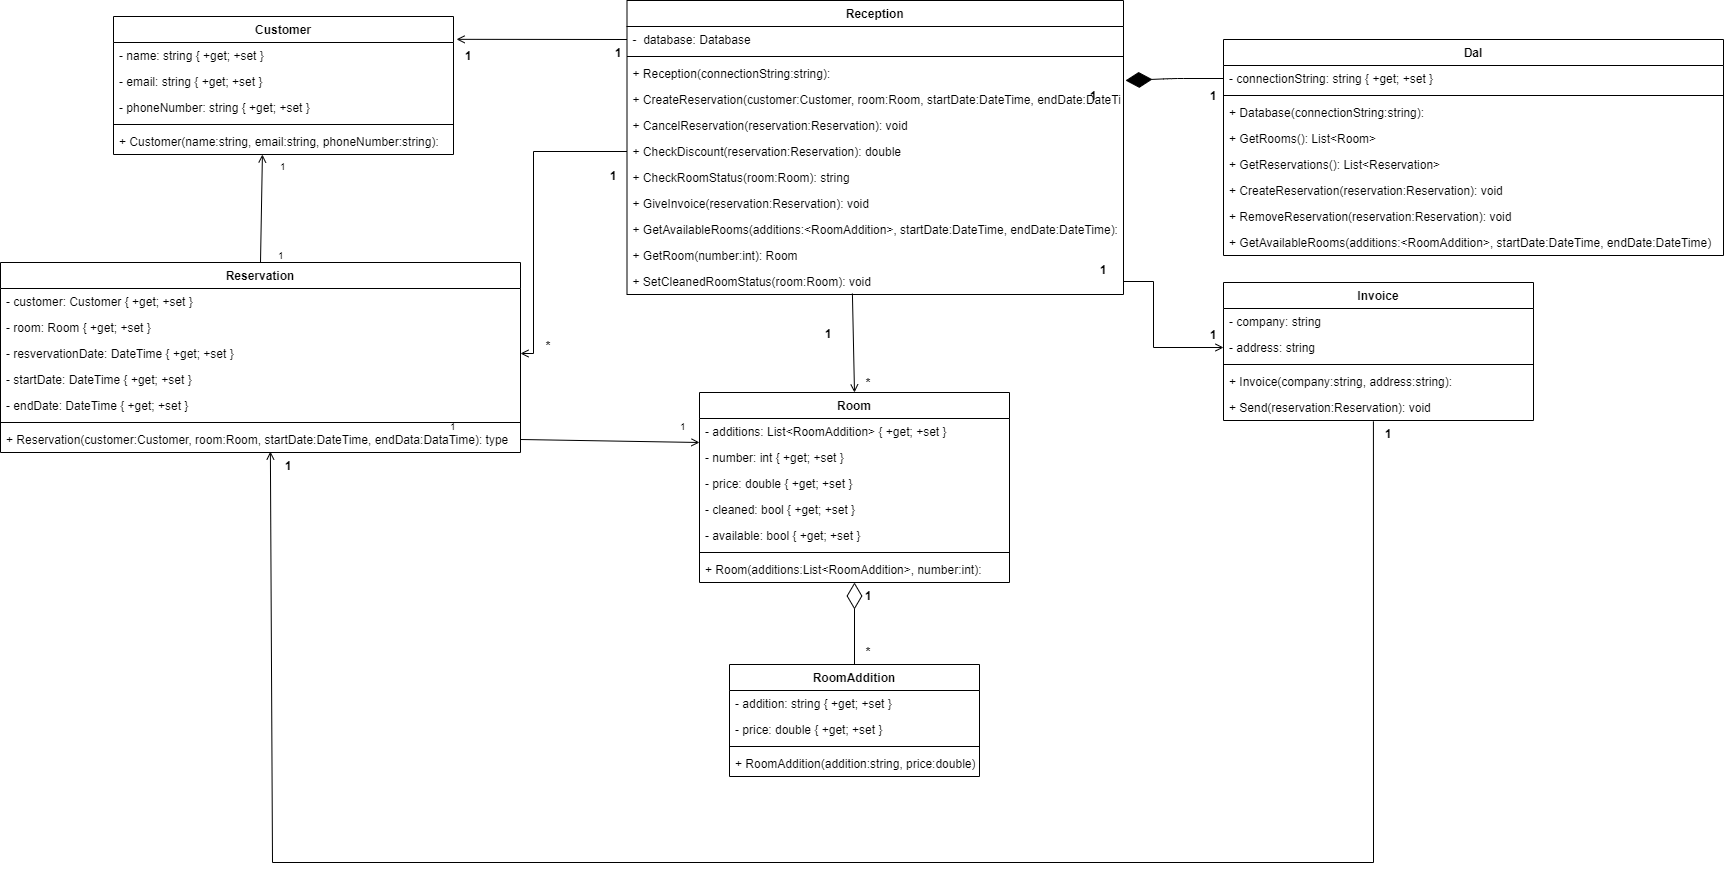 Customer
- name: string { +get; +set }
- email: string { +get; +set }
- phoneNumber: string { +get; +set }
+ Customer(name:string, email:string, phoneNumber:string):
Reception
- database: Database
+ Reception(connectionString:string):
+ CreateReservation(customer:Customer, room:Room, startDate:DateTime, endDate:DateTi
+ CancelReservation(reservation:Reservation): void
+ CheckDiscount(reservation:Reservation): double
+ CheckRoomStatus(room:Room): string
+ GiveInvoice(reservation:Reservation): void
+ GetAvailableRooms(additions:<RoomAddition>, startDate:DateTime, endDate:DateTime):
+ GetRoom(number:int): Room
+ SetCleanedRoomStatus(room:Room): void
Dal
- connectionString: string { +get; +set }
+ Database(connectionString:string):
+ GetRooms(): List<Room>
+ GetReservations(): List<Reservation>
+ CreateReservation(reservation:Reservation): void
+ RemoveReservation(reservation:Reservation): void
+ GetAvailableRooms(additions:<RoomAddition>, startDate:DateTime, endDate:DateTime)
1
1
1
1
1
1
1
*
1
*
1
1
Reservation
- customer: Customer { +get; +set }
- room: Room { +get; +set }
- resvervationDate: DateTime { +get; +set }
- startDate: DateTime { +get; +set }
- endDate: DateTime { +get; +set }
+ Reservation(customer:Customer, room:Room, startDate:DateTime, endData:DataTime): type
1
1
1
Invoice
- company: string
- address: string
+ Invoice(company:string, address:string):
+ Send(reservation:Reservation): void
1
Room
- additions: List<RoomAddition> { +get; +set }
- number: int { +get; +set }
- price: double { +get; +set }
- cleaned: bool { +get; +set }
- available: bool { +get; +set }
+ Room(additions:List<RoomAddition>, number:int):
1
*
RoomAddition
- addition: string { +get; +set }
- price: double { +get; +set }
+ RoomAddition(addition:string, price:double)